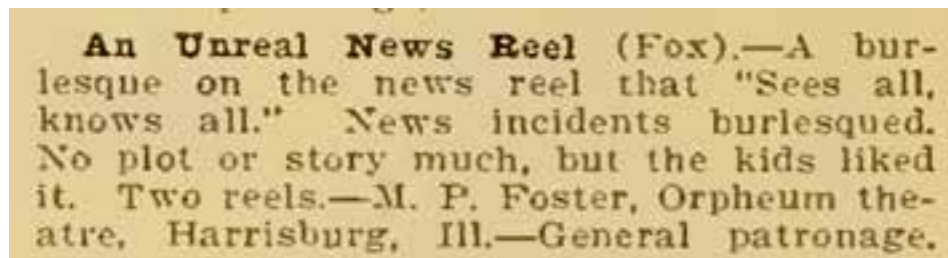 An Unreal News Reel (Fox).—A bur-
lesque on the news reel that "Sees all,
knows all." News incidents burlesqued.
No plot or story much, but the kids liked
it. Two reels.—M. P. Foster, Orpheum the-
atre, Harrisburg, Ill.—General patronage.